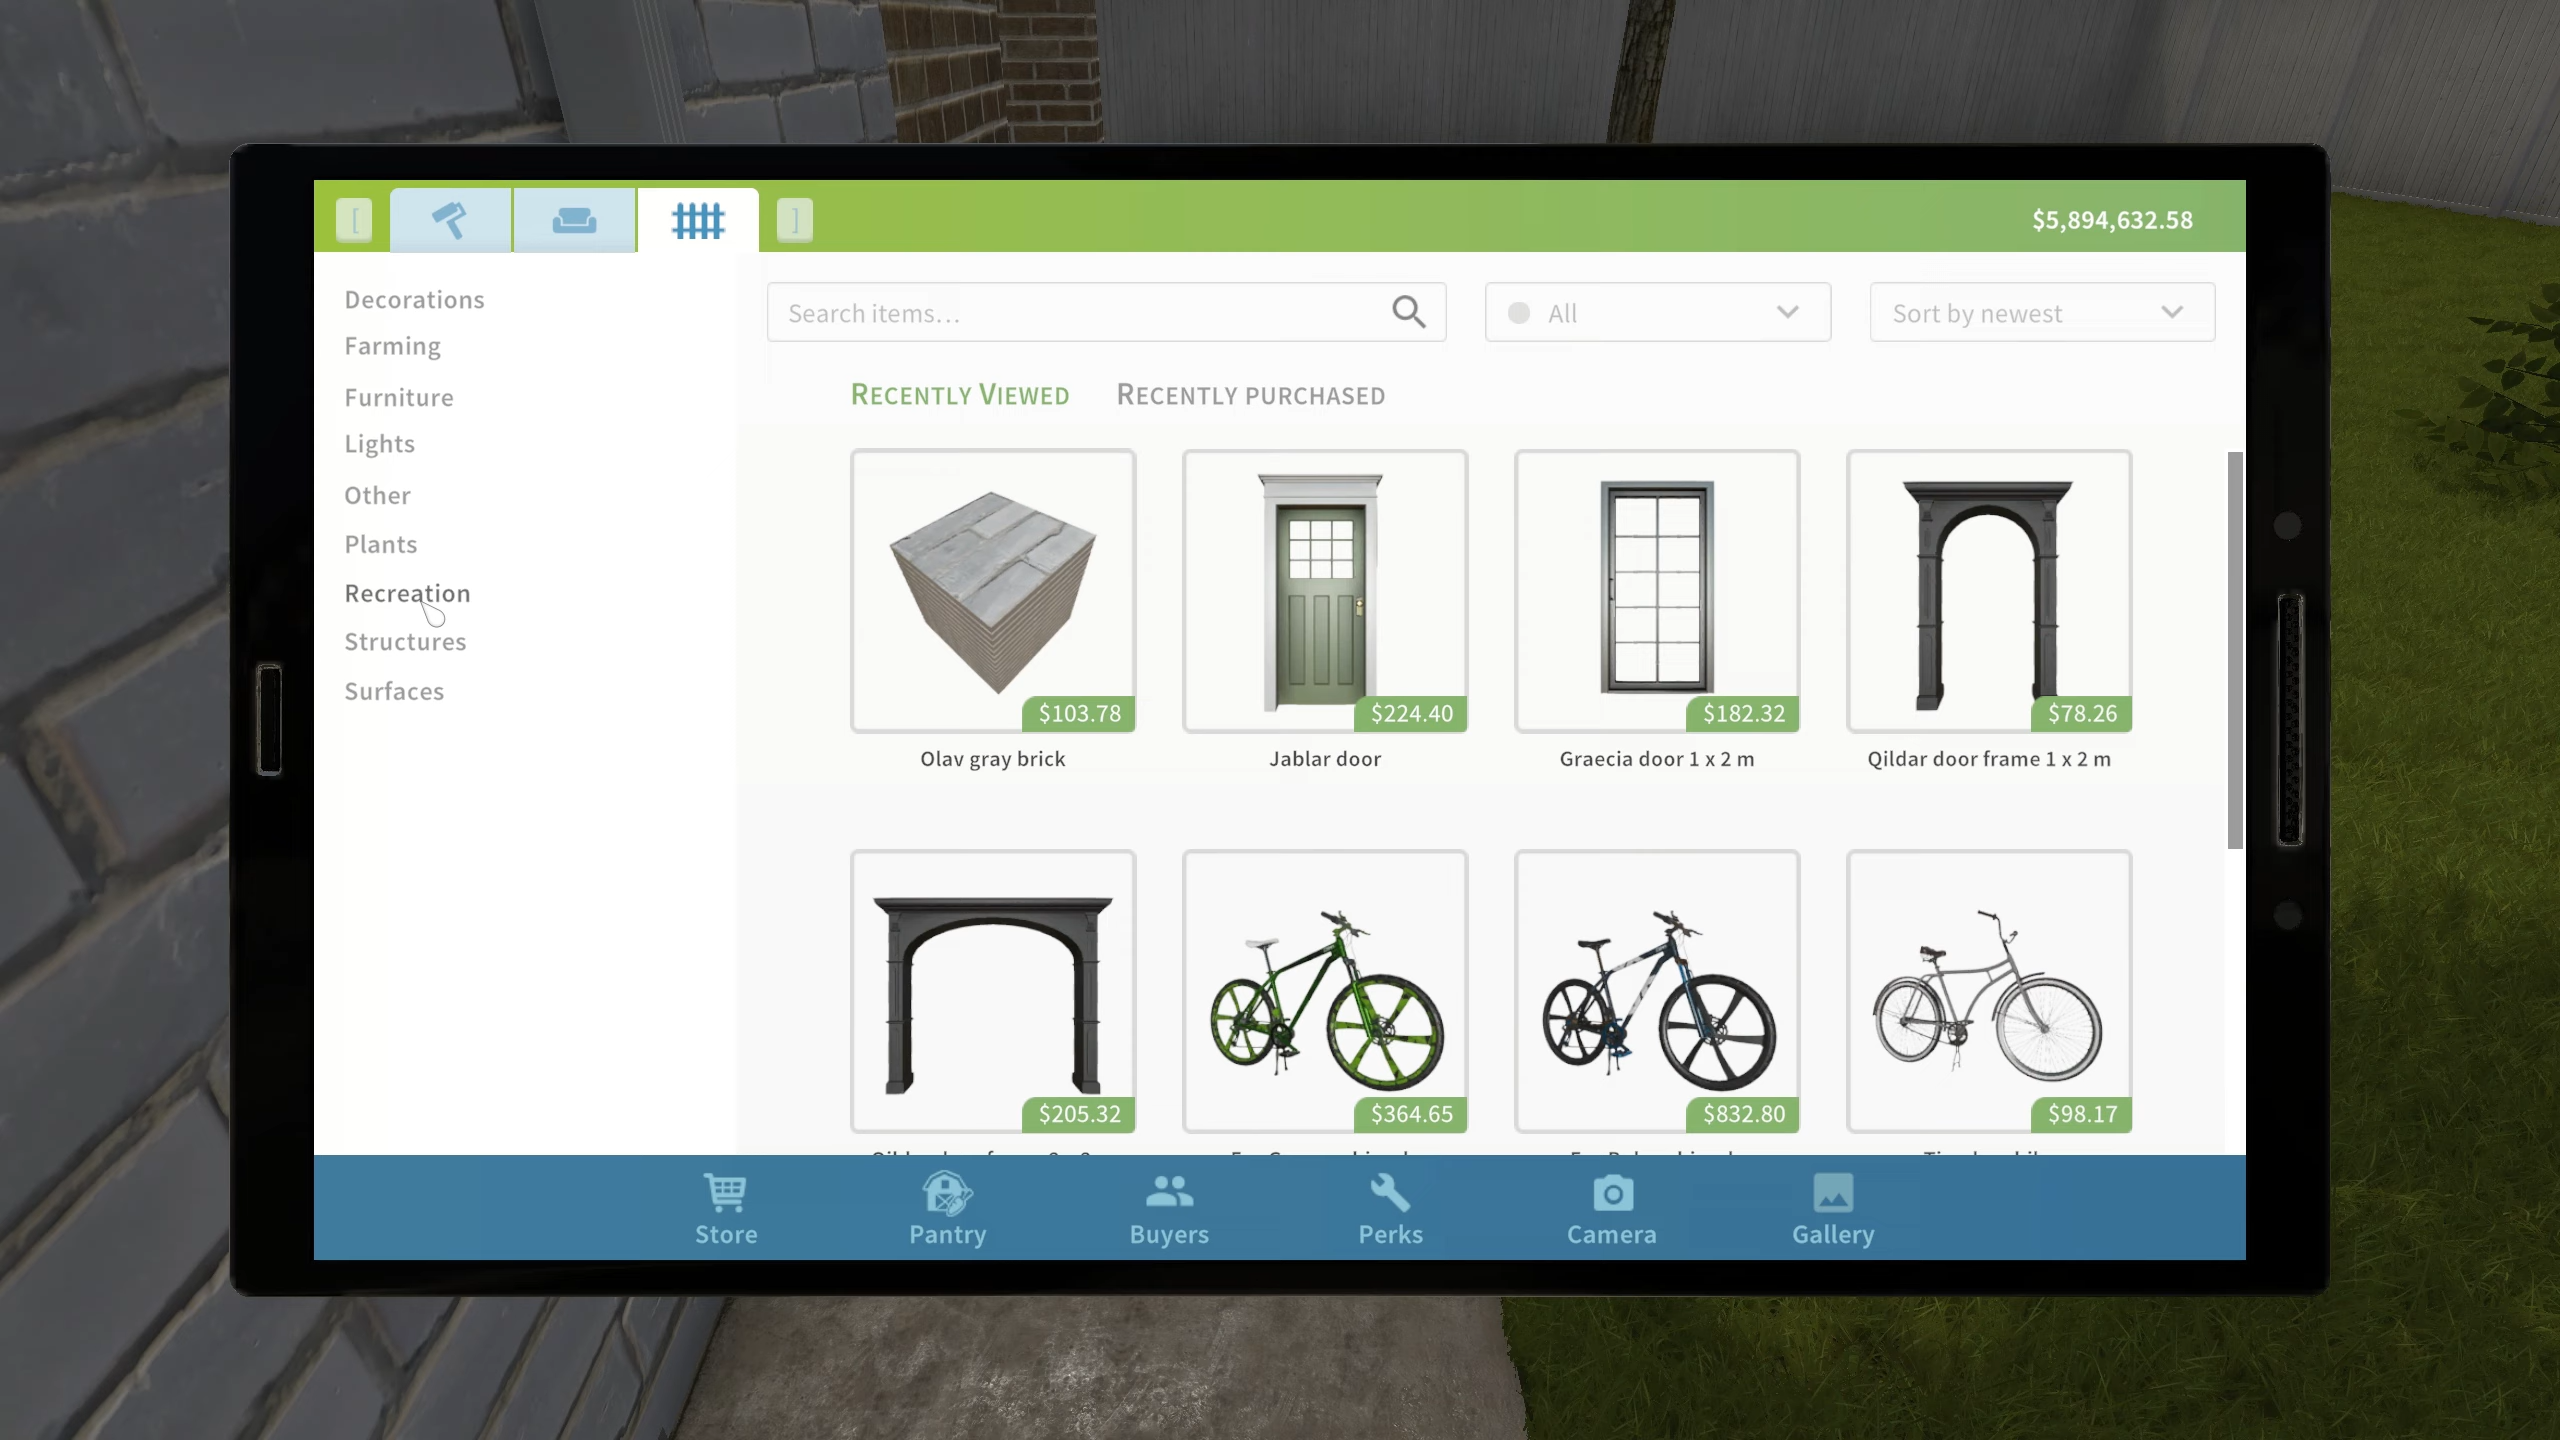 [
]
$5,894,632.58
Decorations
Farming
Furniture
Lights
Other
Plants
Recreation
Structures
Surfaces
Search items...
All
Sort by newest
RECENTLY VIEWED
RECENTLY PURCHASED
$103.78
$224.40
$182.32
$78.26
Olav gray brick
Jablar door
Graecia door 1 x 2 m
Qildar door frame 1 x 2 m
$205.32
$364.65
$832.80
$98.17
Store
Pantry
Buyers
Perks
Camera
Gallery